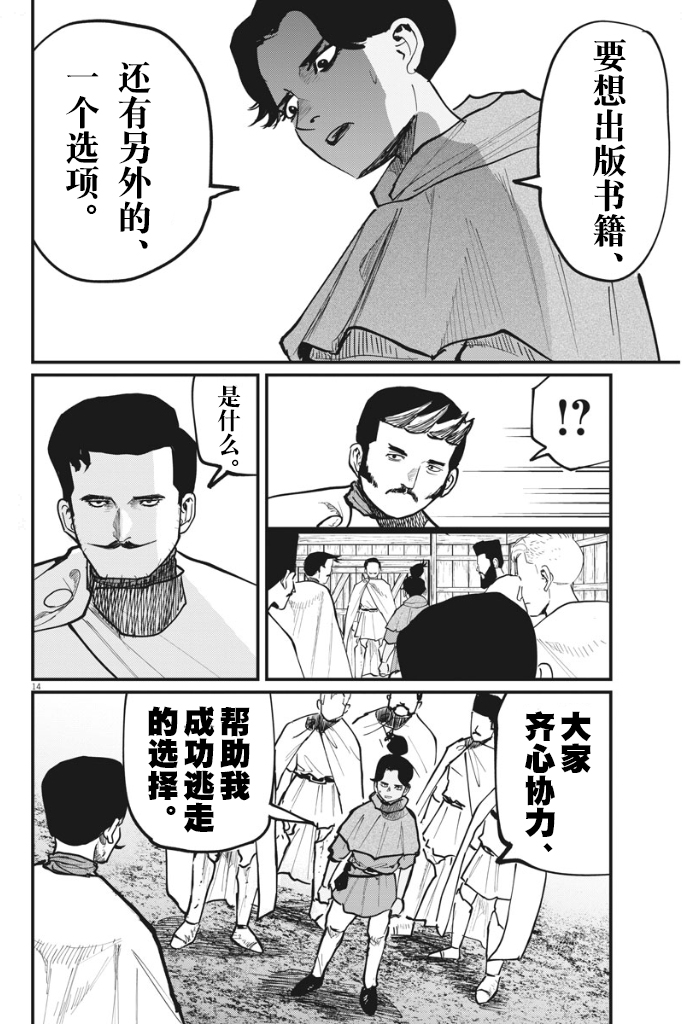 要想出版书籍、
还有另外的、
一个选项。
!?
是什么。
14
大家
齐心协力、
帮助我
成功逃走
的选择。